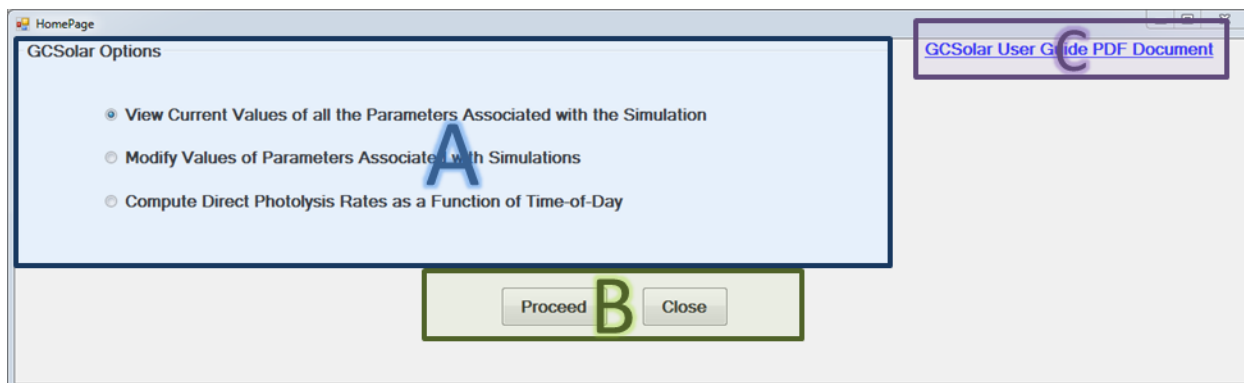 HomePage
GCSolar Options
GCSolar User Guide PDF Document
C
View Current Values of all the Parameters Associated with the Simulation
A
Modify Values of Parameters Associated with Simulations
Compute Direct Photolysis Rates as a Function of Time-of-Day
Proceed
B
Close